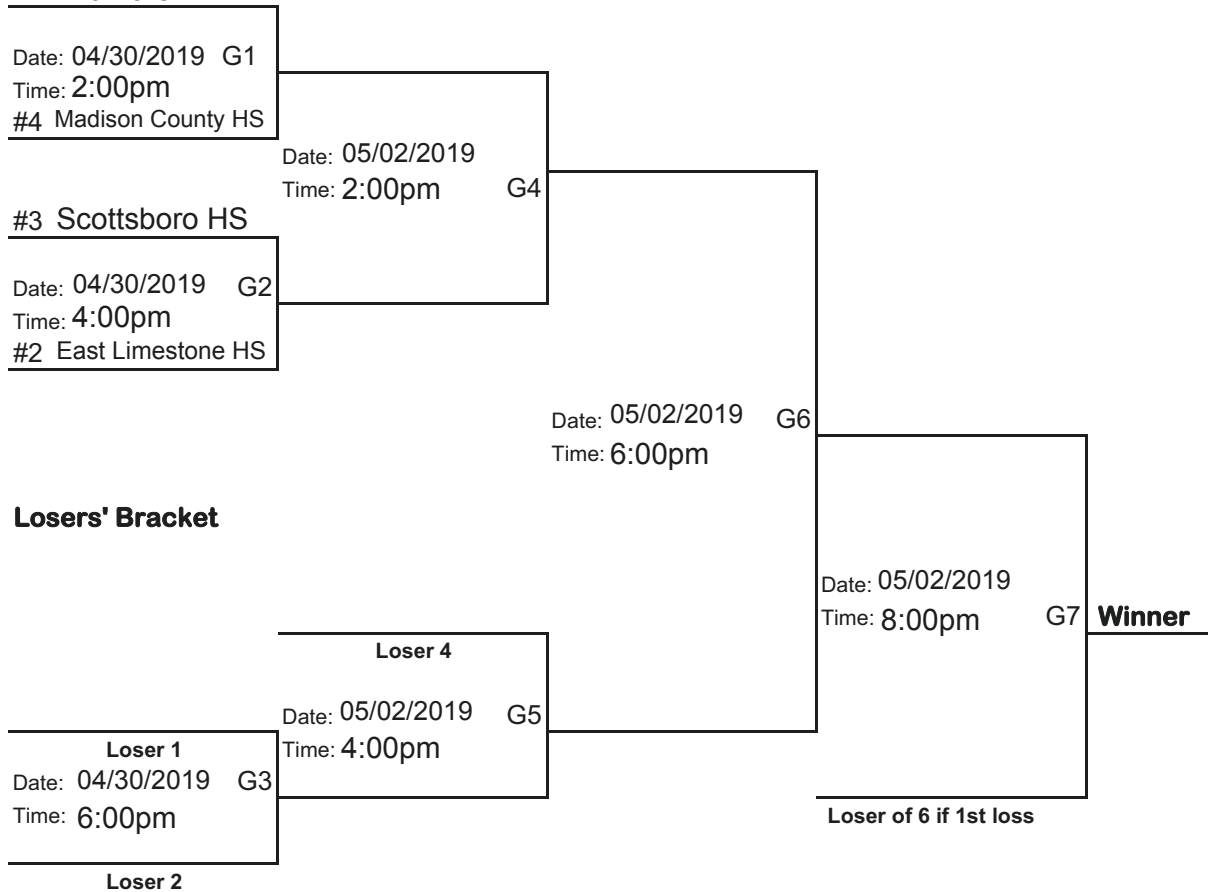 Date: 04/30/2019 G1
Time: 2:00pm
#4 Madison County HS
Date: 05/02/2019
Time: 2:00pm G4
#3 Scottsboro HS
Date: 04/30/2019 G2
Time: 4:00pm
#2 East Limestone HS
Date: 05/02/2019 G6
Time: 6:00pm
Losers' Bracket
Date: 05/02/2019
Time: 8:00pm G7 Winner
Loser 4
Date: 05/02/2019 G5
Time: 4:00pm
Loser 1
Date: 04/30/2019 G3
Time: 6:00pm
Loser of 6 if 1st loss
Loser 2